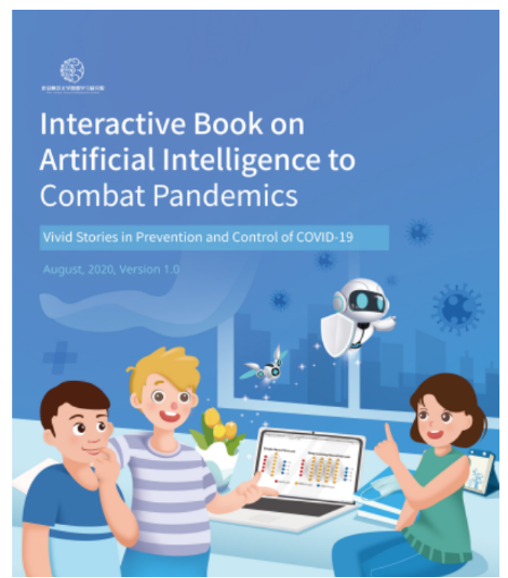 Interactive Book on
Artificial Intelligence to
Combat Pandemics
Vivid Stories in Prevention and Control of COVID-19
August, 2020, Version 1.0